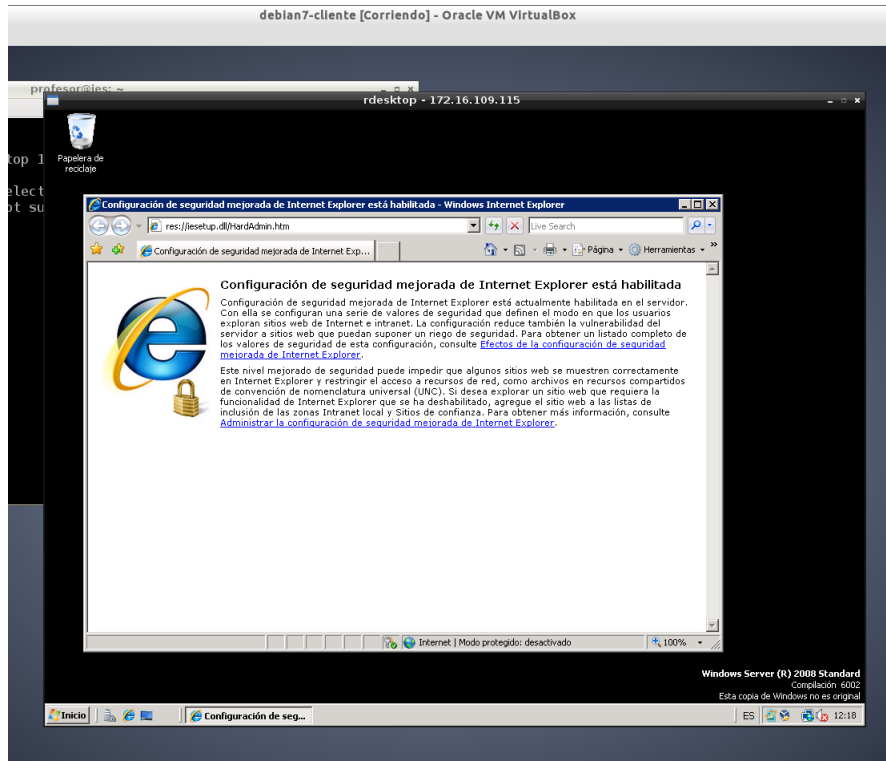 debian7-cliente [Corriendo] - Oracle VM VirtualBox
profesor@ies: ~
rdesktop - 172.16.109.115
top 1
elect
ot su
Papelera de
reciclaje
Configuración de seguridad mejorada de Internet Explorer está habilitada - Windows Internet Explorer
res://iesetup.dll/HardAdmin.htm
Live Search
Configuración de seguridad mejorada de Internet Exp...
Página
Herramientas
»
Configuración de seguridad mejorada de Internet Explorer está habilitada
Configuración de seguridad mejorada de Internet Explorer está actualmente habilitada en el servidor.
Con ella se configuran una serie de valores de seguridad que definen el modo en que los usuarios
exploran sitios web de Internet e intranet. La configuración reduce también la vulnerabilidad del
servidor a sitios web que puedan suponer un riego de seguridad. Para obtener un listado completo de
los valores de seguridad de esta configuración, consulte Efectos de la configuración de seguridad
mejorada de Internet Explorer.
Este nivel mejorado de seguridad puede impedir que algunos sitios web se muestren correctamente
en Internet Explorer y restringir el acceso a recursos de red, como archivos en recursos compartidos
de convención de nomenclatura universal (UNC). Si desea explorar un sitio web que requiera la
funcionalidad de Internet Explorer que se ha deshabilitado, agregue el sitio web a las listas de
inclusión de las zonas Intranet local y Sitios de confianza. Para obtener más información, consulte
Administrar la configuración de seguridad mejorada de Internet Explorer.
Internet | Modo protegido: desactivado
100%
Windows Server (R) 2008 Standard
Compilación 6002
Esta copia de Windows no es original
Inicio
Configuración de seg...
ES
12:18